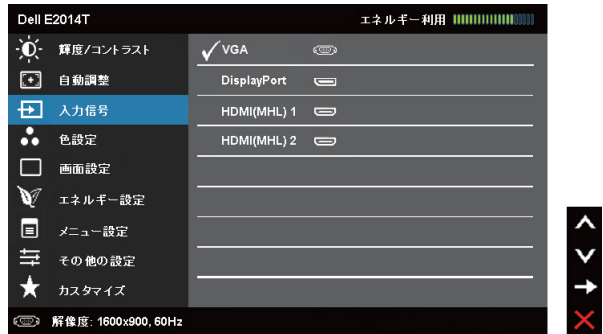 Dell E2014T
エネルギー利用
輝度/コントラスト
VGA
自動調整
DisplayPort
入力信号
HDMI(MHL) 1
色設定
HDMI(MHL) 2
画面設定
エネルギー設定
メニュー設定
その他の設定
カスタマイズ
解像度: 1600x900, 60Hz